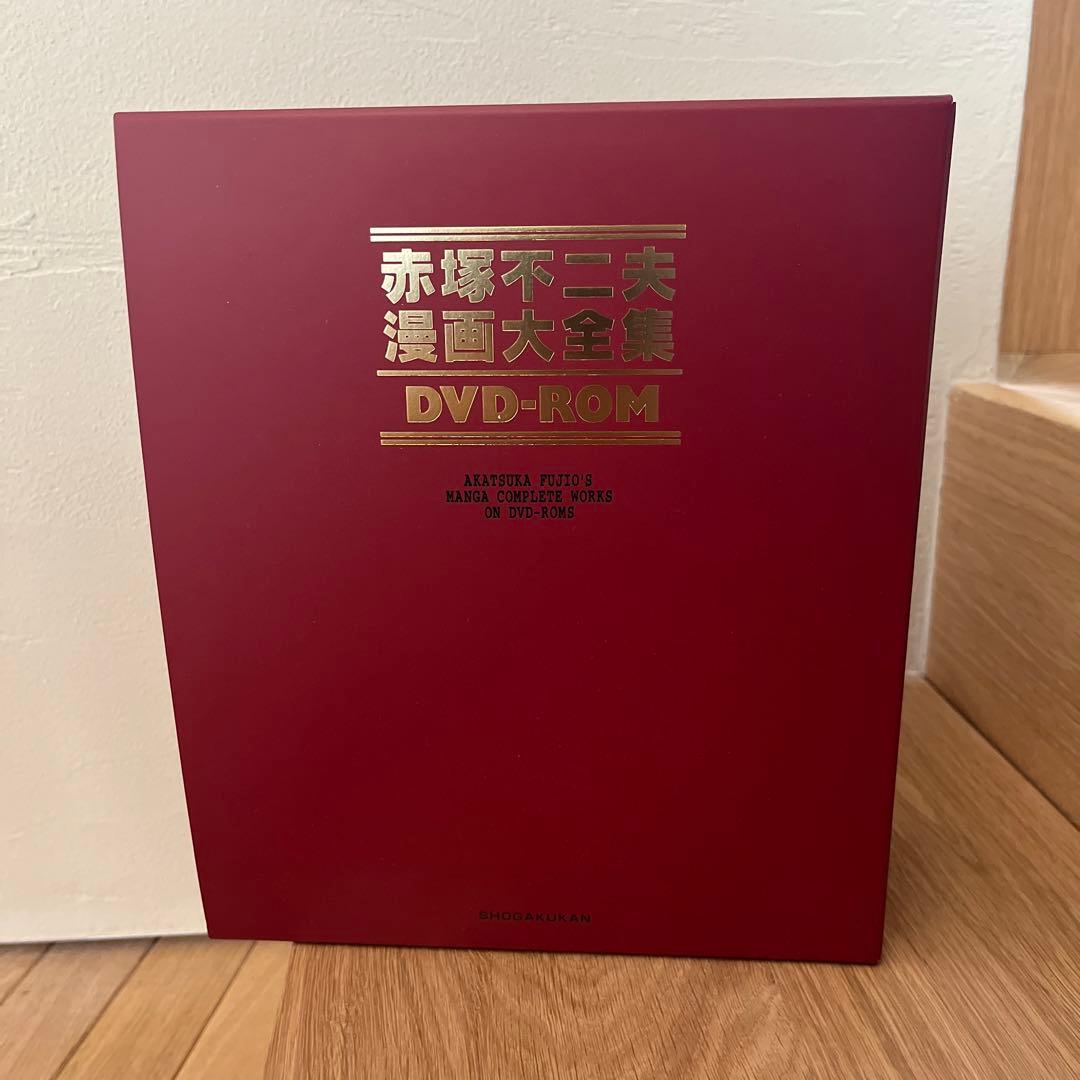 赤塚不二夫
漫画大全集
DVD-ROM
AKATSUKA FUJIO'S
MANGA COMPLETE WORKS
ON DVD-ROMS
SHOGAKUKAN